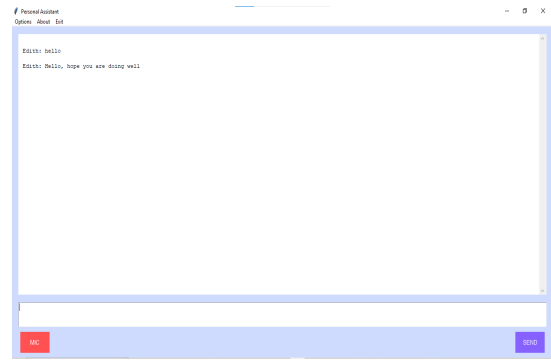 Personal Assistant
Options About Exit
Edith: hello
Edith: Hello, hope you are doing well
MIC
SEND